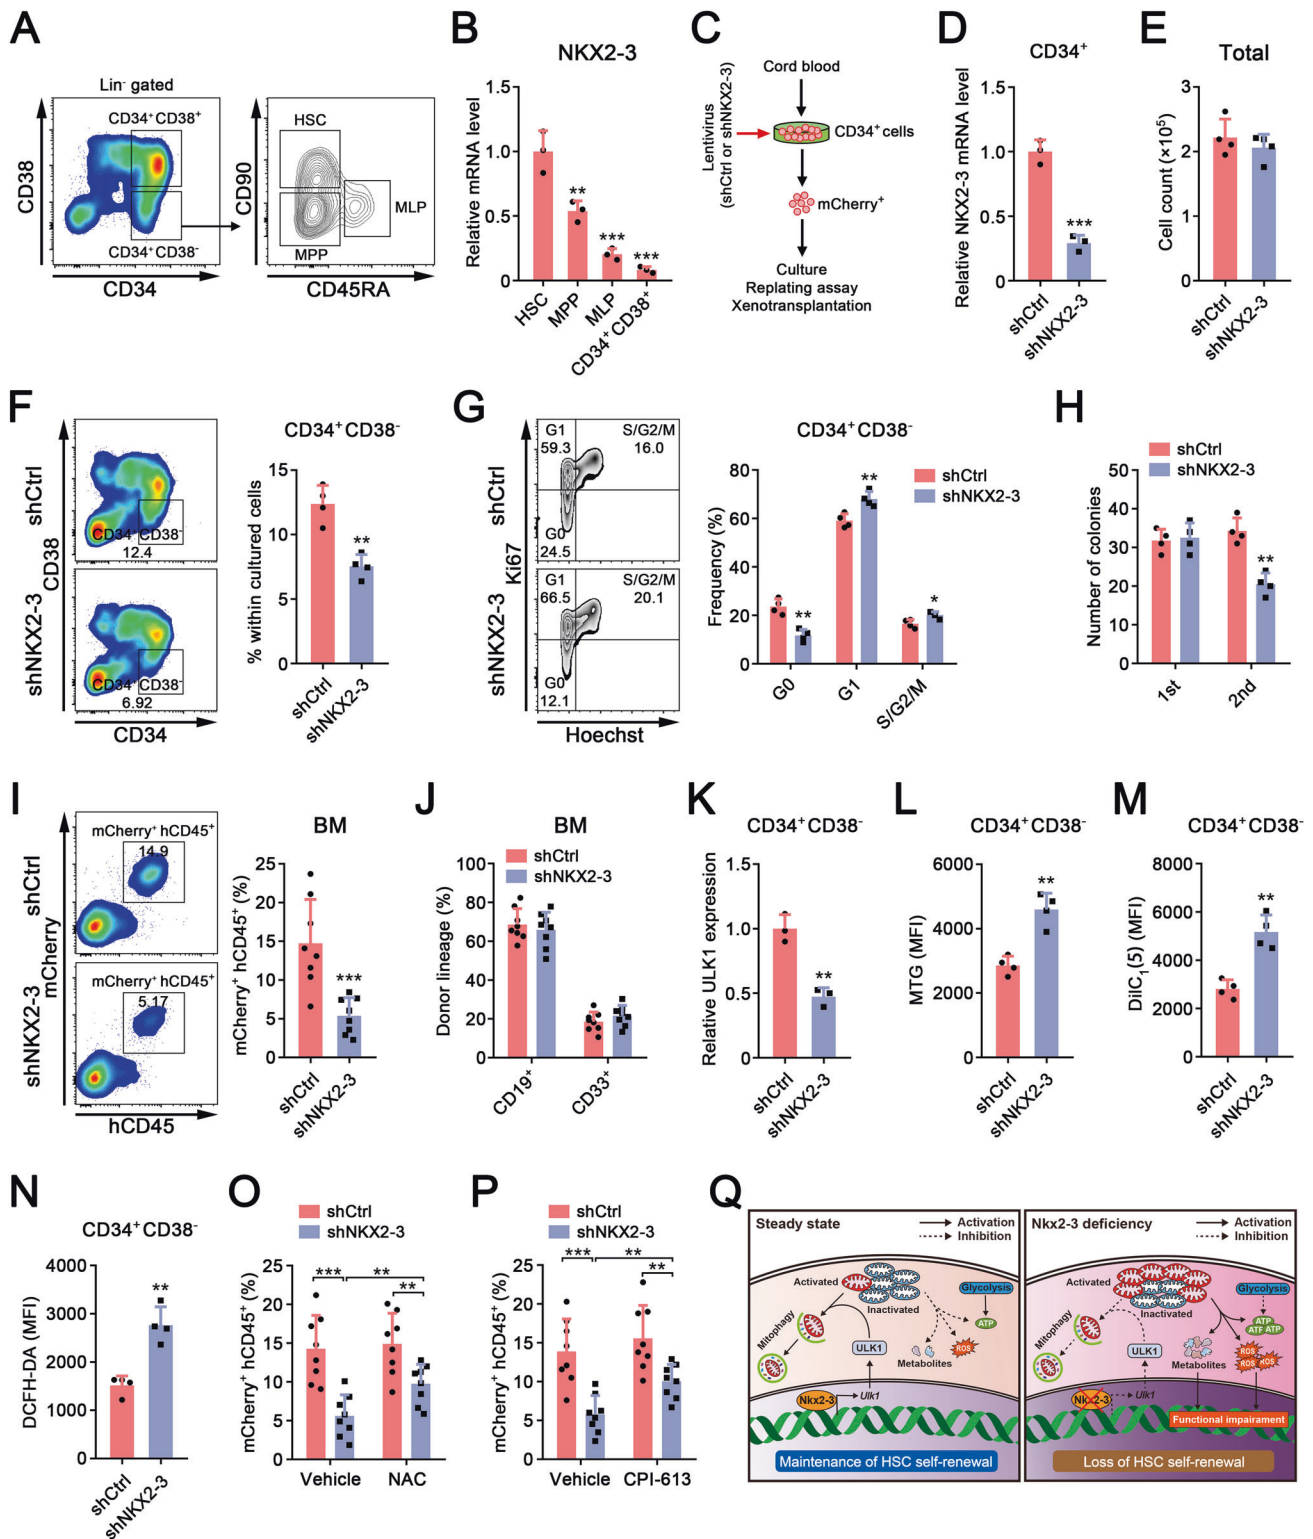 A
Lin⁻ gated
CD34⁺CD38⁺
CD34⁺CD38⁻
CD38
CD34
HSC
MPP
MLP
CD90
CD45RA
B
NKX2-3
Relative mRNA level
1.5
1.0
0.5
0
**
***
***
HSC
MPP
MLP
CD34⁺CD38⁺
C
Cord blood
Lentivirus
(shCtrl or shNKX2-3)
CD34⁺ cells
mCherry⁺
Culture
Replating assay
Xenotransplantation
D
CD34⁺
Relative NKX2-3 mRNA level
1.5
1.0
0.5
0
***
shCtrl
shNKX2-3
E
Total
Cell count (×10⁵)
3
2
1
0
shCtrl
shNKX2-3
F
shCtrl
shNKX2-3
CD38
CD34⁺CD38⁻
12.4
CD34⁺CD38⁻
6.92
CD34
CD34⁺CD38⁻
% within cultured cells
15
10
5
0
**
shCtrl
shNKX2-3
G
shCtrl
shNKX2-3
Ki67
G1
59.3
S/G2/M
16.0
G0
24.5
G1
66.5
S/G2/M
20.1
G0
12.1
Hoechst
CD34⁺CD38⁻
shCtrl
shNKX2-3
Frequency (%)
80
60
40
20
0
**
**
*
G0
G1
S/G2/M
H
shCtrl
shNKX2-3
Number of colonies
50
40
30
20
10
0
**
1st
2nd
I
shCtrl
shNKX2-3
mCherry
mCherry⁺ hCD45⁺
14.9
mCherry⁺ hCD45⁺
5.17
hCD45
BM
mCherry⁺ hCD45⁺ (%)
25
20
15
10
5
0
***
shCtrl
shNKX2-3
J
BM
shCtrl
shNKX2-3
Donor lineage (%)
100
80
60
40
20
0
CD19⁺
CD33⁺
K
CD34⁺CD38⁻
Relative ULK1 expression
1.5
1.0
0.5
0
**
shCtrl
shNKX2-3
L
CD34⁺CD38⁻
MTG (MFI)
6000
4000
2000
0
**
shCtrl
shNKX2-3
M
CD34⁺CD38⁻
DilC₁(5) (MFI)
8000
6000
4000
2000
0
**
shCtrl
shNKX2-3
N
CD34⁺CD38⁻
DCFH-DA (MFI)
4000
3000
2000
1000
0
**
shCtrl
shNKX2-3
O
shCtrl
shNKX2-3
mCherry⁺ hCD45⁺ (%)
25
20
15
10
5
0
***
**
**
Vehicle
NAC
P
shCtrl
shNKX2-3
mCherry⁺ hCD45⁺ (%)
25
20
15
10
5
0
***
**
**
Vehicle
CPI-613
Q
Steady state
Activation
Inhibition
Activated
Inactivated
Glycolysis
ATP
Mitophagy
ULK1
Metabolites
ROS
Nkx2-3
Ulk1
Maintenance of HSC self-renewal
Nkx2-3 deficiency
Activation
Inhibition
Activated
Inactivated
Glycolysis
ATP
ATP
ATP
Mitophagy
ULK1
Metabolites
ROS
ROS
ROS
Nkx2-3
Ulk1
Functional impairament
Loss of HSC self-renewal